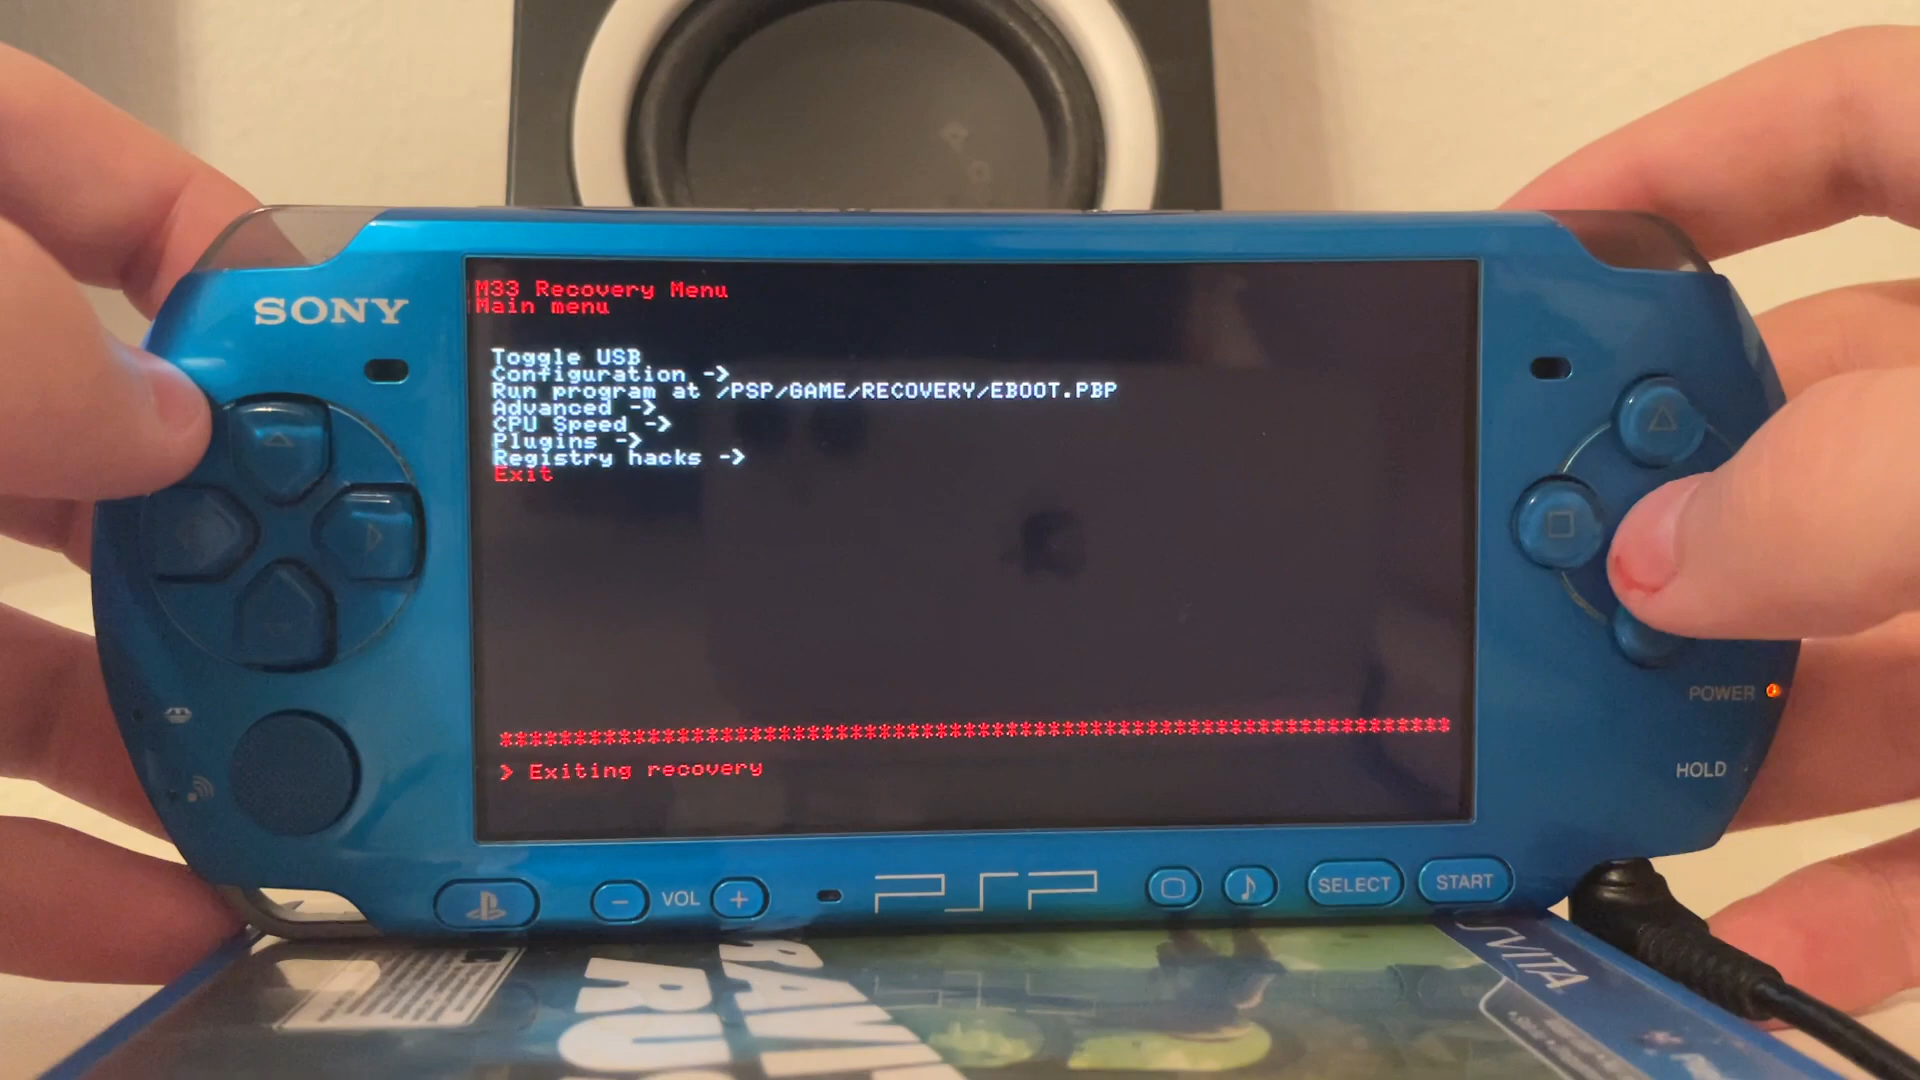 SONY
M33 Recovery Menu
Main menu
Toggle USB
Configuration ->
Run program at /PSP/GAME/RECOVERY/EBOOT.PBP
Advanced ->
CPU Speed ->
Plugins ->
Registry hacks ->
Exit
> Exiting recovery
POWER
HOLD
VOL
PSP
SELECT
START
PSVITA